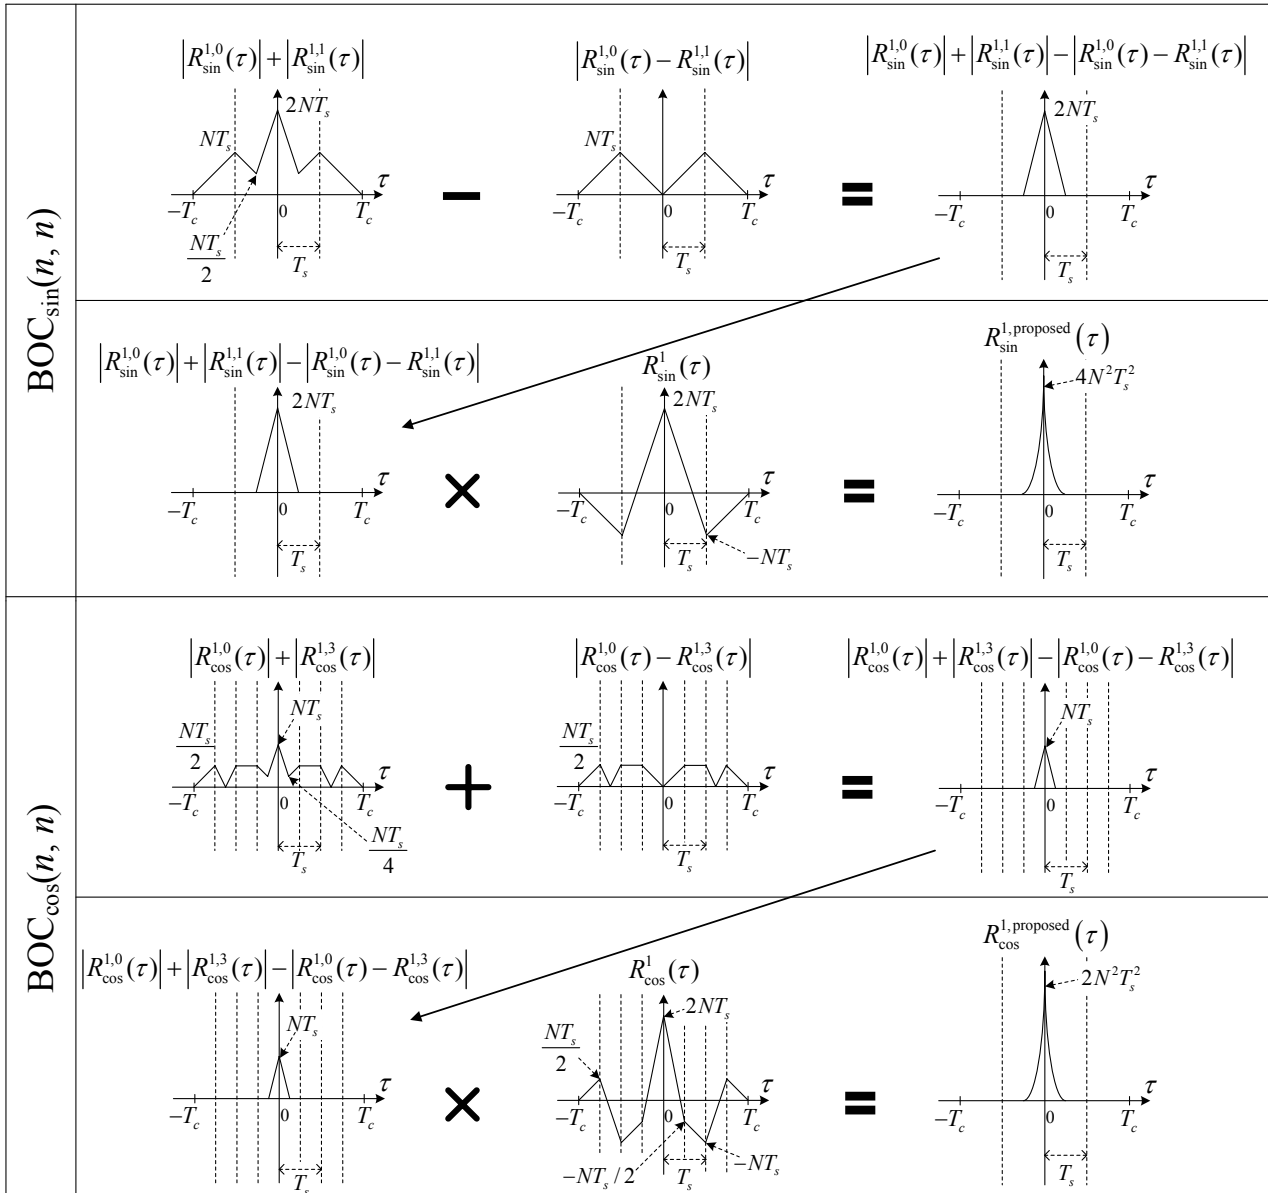 BOC_sin(n, n)
|R_sin^{1,0}(τ)| + |R_sin^{1,1}(τ)|
2NT_s
NT_s
τ
−T_c
0
T_c
NT_s/2
T_s
−
|R_sin^{1,0}(τ) − R_sin^{1,1}(τ)|
NT_s
τ
−T_c
0
T_c
T_s
=
|R_sin^{1,0}(τ)| + |R_sin^{1,1}(τ)| − |R_sin^{1,0}(τ) − R_sin^{1,1}(τ)|
2NT_s
τ
−T_c
0
T_c
T_s
|R_sin^{1,0}(τ)| + |R_sin^{1,1}(τ)| − |R_sin^{1,0}(τ) − R_sin^{1,1}(τ)|
2NT_s
τ
−T_c
0
T_c
T_s
×
R_sin^1(τ)
2NT_s
τ
−T_c
0
T_c
T_s
−NT_s
=
R_sin^{1,proposed}(τ)
4N²T_s²
τ
−T_c
0
T_c
T_s
BOC_cos(n, n)
|R_cos^{1,0}(τ)| + |R_cos^{1,3}(τ)|
NT_s
NT_s/2
τ
−T_c
0
T_c
T_s
NT_s/4
+
|R_cos^{1,0}(τ) − R_cos^{1,3}(τ)|
NT_s/2
τ
−T_c
0
T_c
T_s
=
|R_cos^{1,0}(τ)| + |R_cos^{1,3}(τ)| − |R_cos^{1,0}(τ) − R_cos^{1,3}(τ)|
NT_s
τ
−T_c
0
T_c
T_s
|R_cos^{1,0}(τ)| + |R_cos^{1,3}(τ)| − |R_cos^{1,0}(τ) − R_cos^{1,3}(τ)|
NT_s
τ
−T_c
0
T_c
T_s
×
R_cos^1(τ)
2NT_s
NT_s/2
τ
−T_c
0
T_c
T_s
−NT_s/2
−NT_s
=
R_cos^{1,proposed}(τ)
2N²T_s²
τ
−T_c
0
T_c
T_s